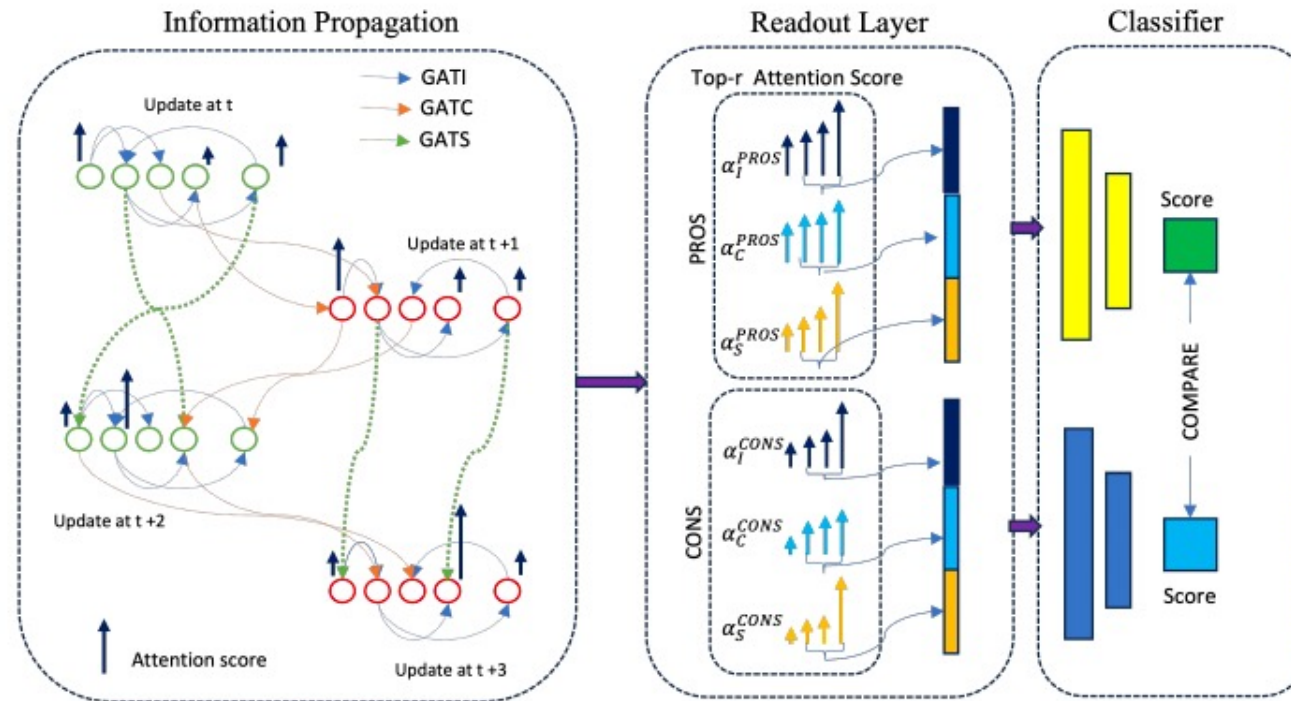 Information Propagation
GATI
GATC
GATS
Update at t
Update at t +1
Update at t +2
Update at t +3
Attention score
Readout Layer
Top-r Attention Score
PROS
α_I^{PROS}
α_C^{PROS}
α_S^{PROS}
CONS
α_I^{CONS}
α_C^{CONS}
α_S^{CONS}
Classifier
Score
COMPARE
Score